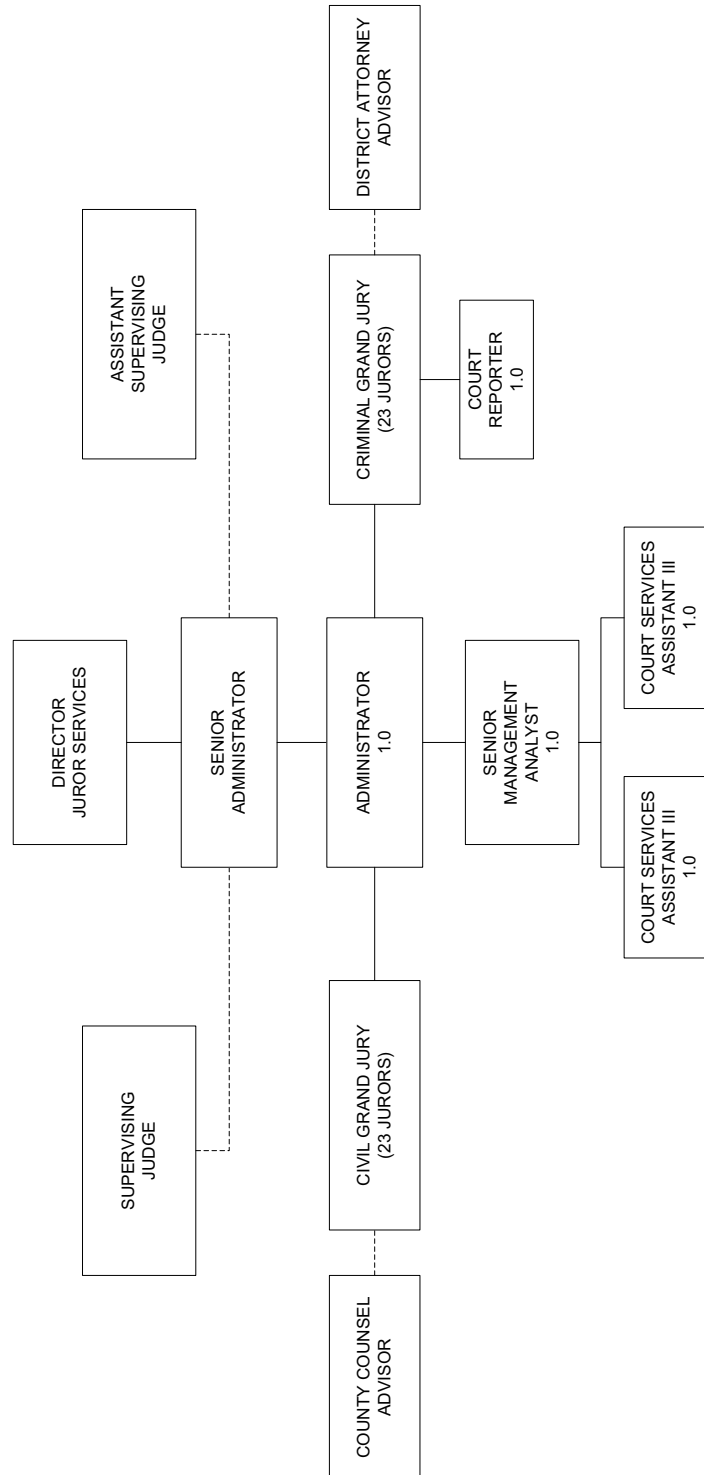 DIRECTOR
JUROR SERVICES
SUPERVISING
JUDGE
ASSISTANT
SUPERVISING
JUDGE
SENIOR
ADMINISTRATOR
COUNTY COUNSEL
ADVISOR
CIVIL GRAND JURY
(23 JURORS)
ADMINISTRATOR
1.0
CRIMINAL GRAND JURY
(23 JURORS)
DISTRICT ATTORNEY
ADVISOR
SENIOR
MANAGEMENT
ANALYST
1.0
COURT
REPORTER
1.0
COURT SERVICES
ASSISTANT III
1.0
COURT SERVICES
ASSISTANT III
1.0